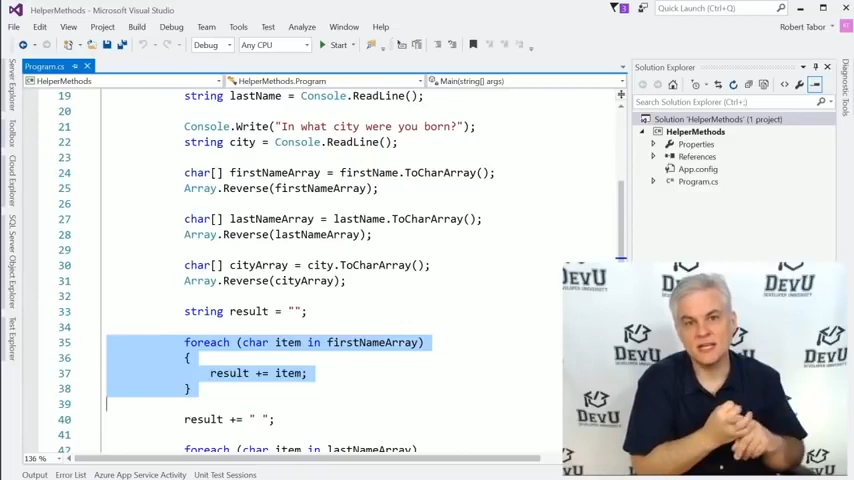 HelperMethods - Microsoft Visual Studio
3
Quick Launch (Ctrl+Q)
File Edit View Project Build Debug Team Tools Test Analyze Window Help
Robert Tabor
Debug Any CPU Start
Program.cs
HelperMethods HelperMethods.Program Main(string[] args)
Server Explorer
Toolbox
Cloud Explorer
SQL Server Object Explorer
Test Explorer
19 string lastName = Console.ReadLine();
20
21 Console.Write("In what city were you born?");
22 string city = Console.ReadLine();
23
24 char[] firstNameArray = firstName.ToCharArray();
25 Array.Reverse(firstNameArray);
26
27 char[] lastNameArray = lastName.ToCharArray();
28 Array.Reverse(lastNameArray);
29
30 char[] cityArray = city.ToCharArray();
31 Array.Reverse(cityArray);
32
33 string result = "";
34
35 foreach (char item in firstNameArray)
36 {
37 result += item;
38 }
39
40 result += " ";
41
42 foreach (char item in lastNameArray)
136 %
Output Error List Azure App Service Activity Unit Test Sessions
Solution Explorer
Search Solution Explorer (Ctrl+;)
Solution 'HelperMethods' (1 project)
HelperMethods
Properties
References
App.config
Program.cs
Diagnostic Tools
DEVU
DEVELOPER UNIVERSITY
DEVU
DEVELOPER UNIVERSITY
DEVU
DEVU
DEVU
DEVU